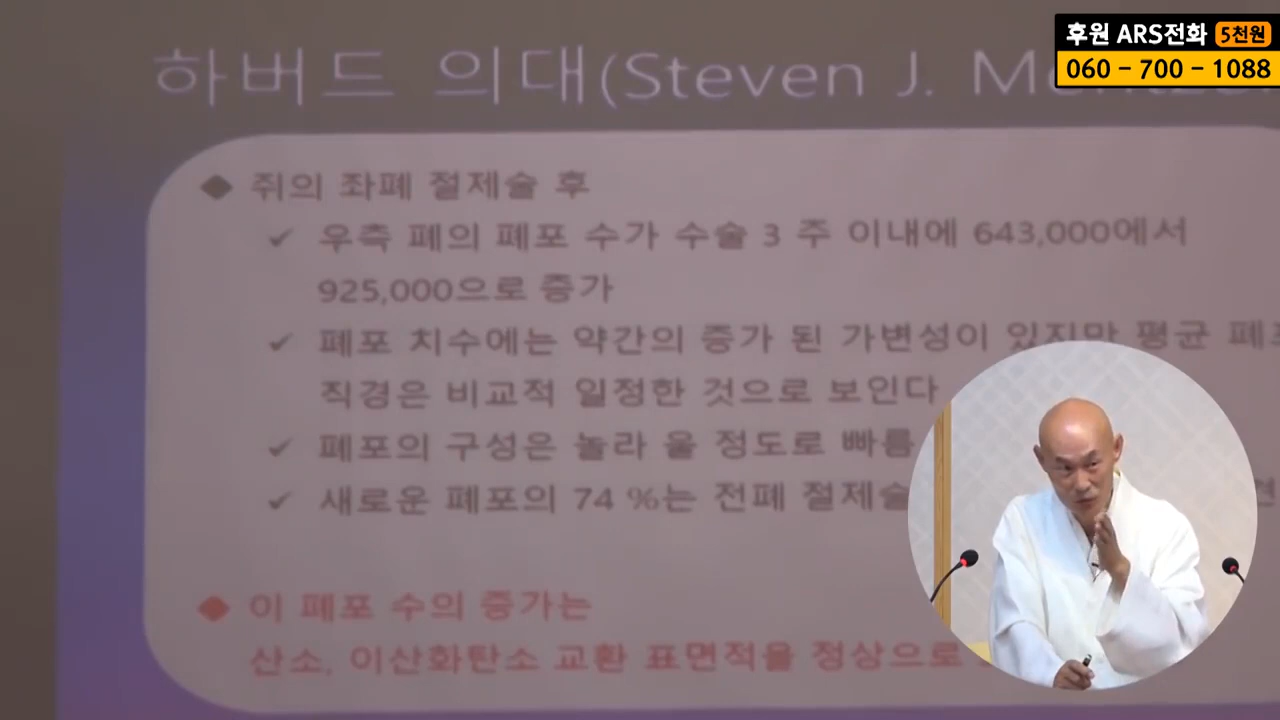 후원 ARS전화 5천원
060 - 700 - 1088
하버드 의대(Steven J.
◆ 쥐의 좌폐 절제술 후
✓ 우측 폐의 폐포 수가 수술 3 주 이내에 643,000에서
925,000으로 증가
✓ 폐포 치수에는 약간의 증가 된 가변성이 있지만 평균
직경은 비교적 일정한 것으로 보인다
✓ 폐포의 구성은 놀라 울 정도로 빠름
✓ 새로운 폐포의 74 %는 전폐 절제술
◆ 이 폐포 수의 증가는
산소, 이산화탄소 교환 표면적을 정상으로